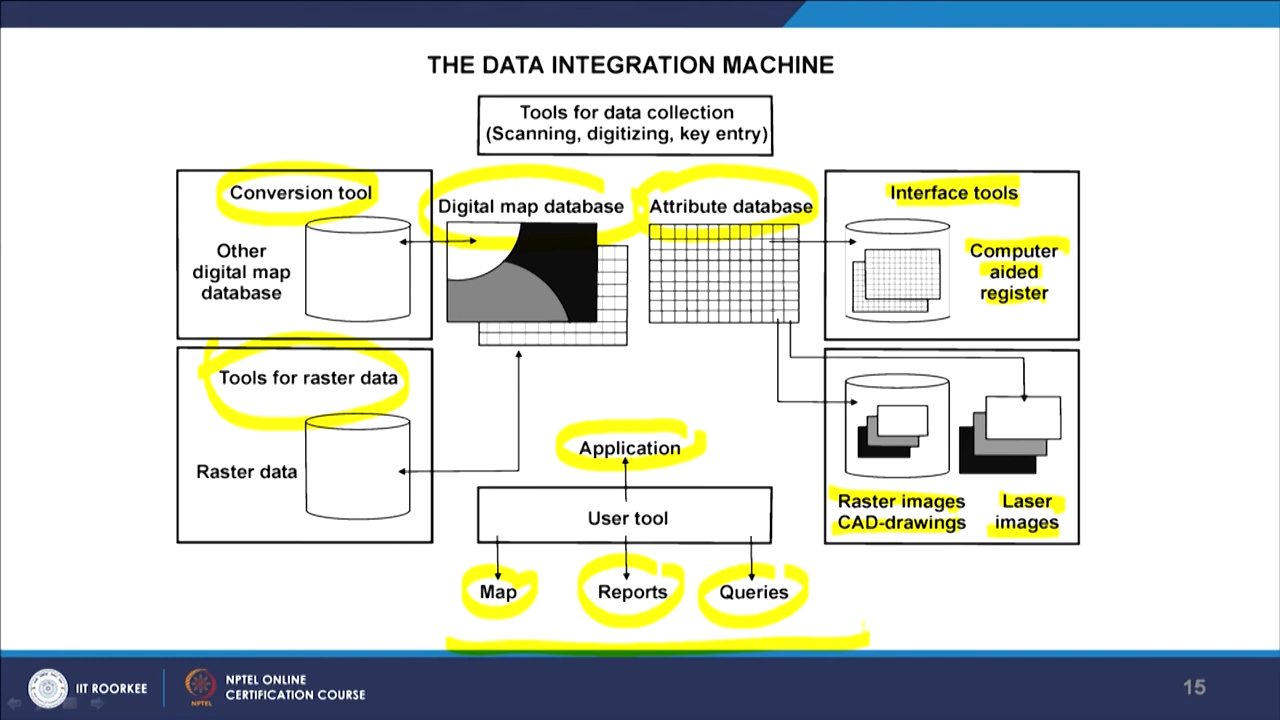 THE DATA INTEGRATION MACHINE
Tools for data collection
(Scanning, digitizing, key entry)
Conversion tool
Other
digital map
database
Digital map database
Attribute database
Interface tools
Computer
aided
register
Tools for raster data
Raster data
Application
User tool
Map
Reports
Queries
Raster images
CAD-drawings
Laser
images
IIT ROORKEE
NPTEL
NPTEL ONLINE
CERTIFICATION COURSE
15